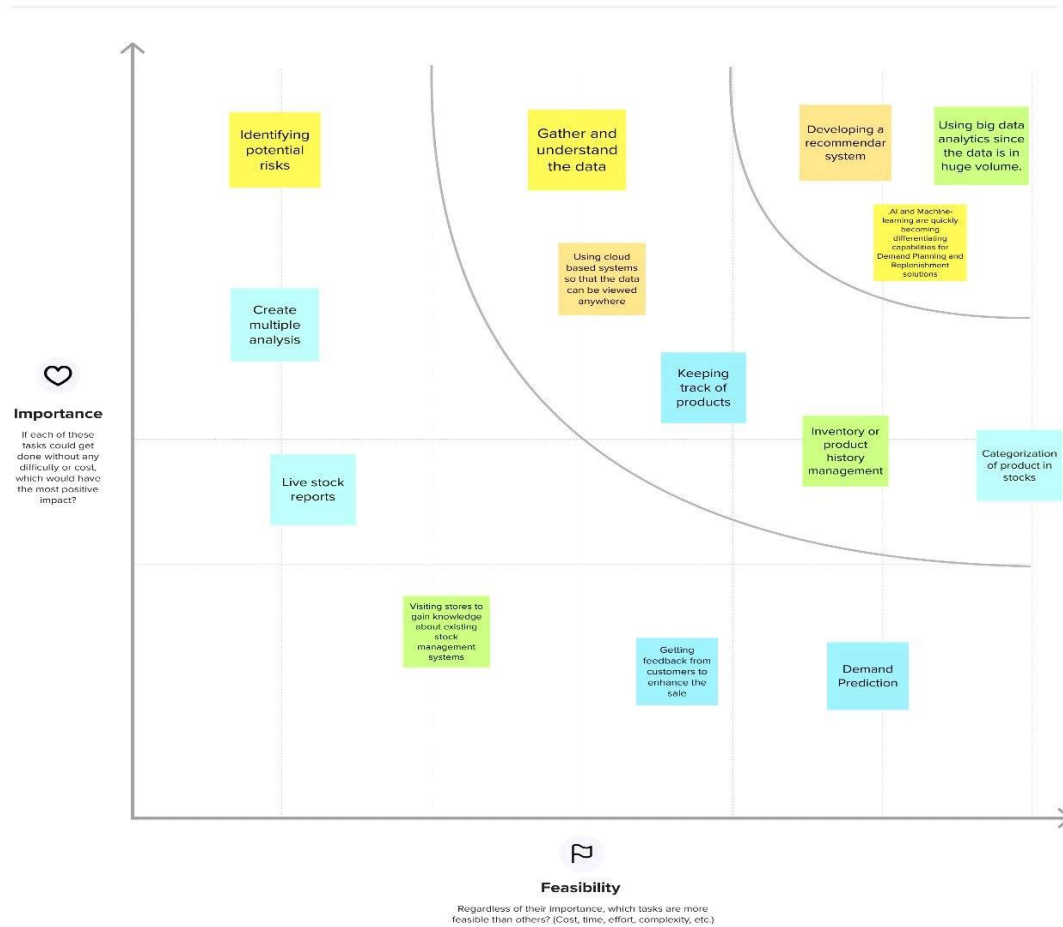 Identifying
potential
risks
Gather and
understand
the data
Developing a
recommendar
system
Using big data
analytics since
the data is in
huge volume.
.AI and Machine-
learning are quickly
becoming
differentiating
capabilities for
Demand Planning and
Replenishment
solutions
Using cloud
based systems
so that the data
can be viewed
anywhere
Create
multiple
analysis
Keeping
track of
products
Importance
If each of these
tasks could get
done without any
difficulty or cost,
which would have
the most positive
impact?
Inventory or
product
history
management
Categorization
of product in
stocks
Live stock
reports
Visiting stores to
gain knowledge
about existing
stock
management
systems
Getting
feedback from
customers to
enhance the
sale
Demand
Prediction
Feasibility
Regardless of their importance, which tasks are more
feasible than others? (Cost, time, effort, complexity, etc.)